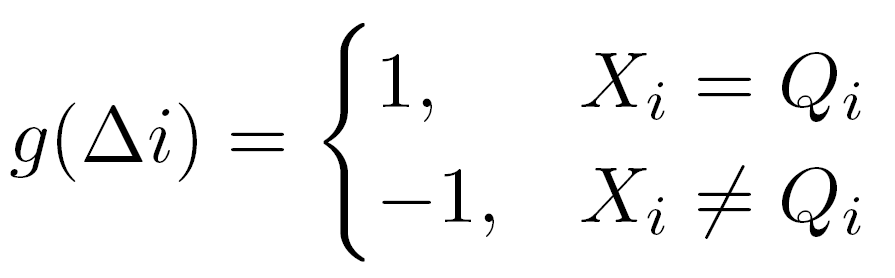 g(Δi) = { 1, X_i = Q_i
-1, X_i ≠ Q_i